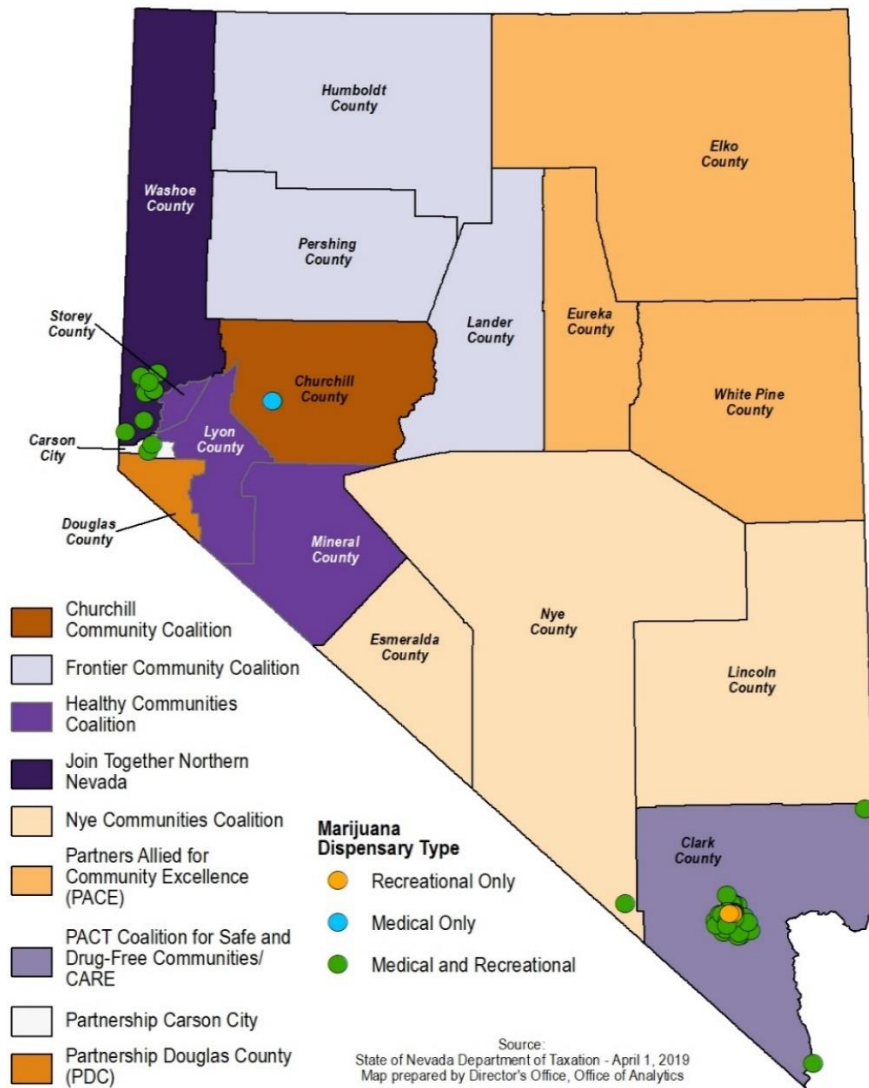 Humboldt
County
Elko
County
Washoe
County
Pershing
County
Lander
County
Eureka
County
Storey
County
White Pine
County
Churchill
County
Lyon
County
Carson
City
Douglas
County
Mineral
County
Nye
County
Esmeralda
County
Lincoln
County
Clark
County
Churchill
Community Coalition
Frontier Community Coalition
Healthy Communities
Coalition
Join Together Northern
Nevada
Nye Communities Coalition
Partners Allied for
Community Excellence
(PACE)
PACT Coalition for Safe and
Drug-Free Communities/
CARE
Partnership Carson City
Partnership Douglas County
(PDC)
Marijuana
Dispensary Type
Recreational Only
Medical Only
Medical and Recreational
Source:
State of Nevada Department of Taxation - April 1, 2019
Map prepared by Director's Office, Office of Analytics